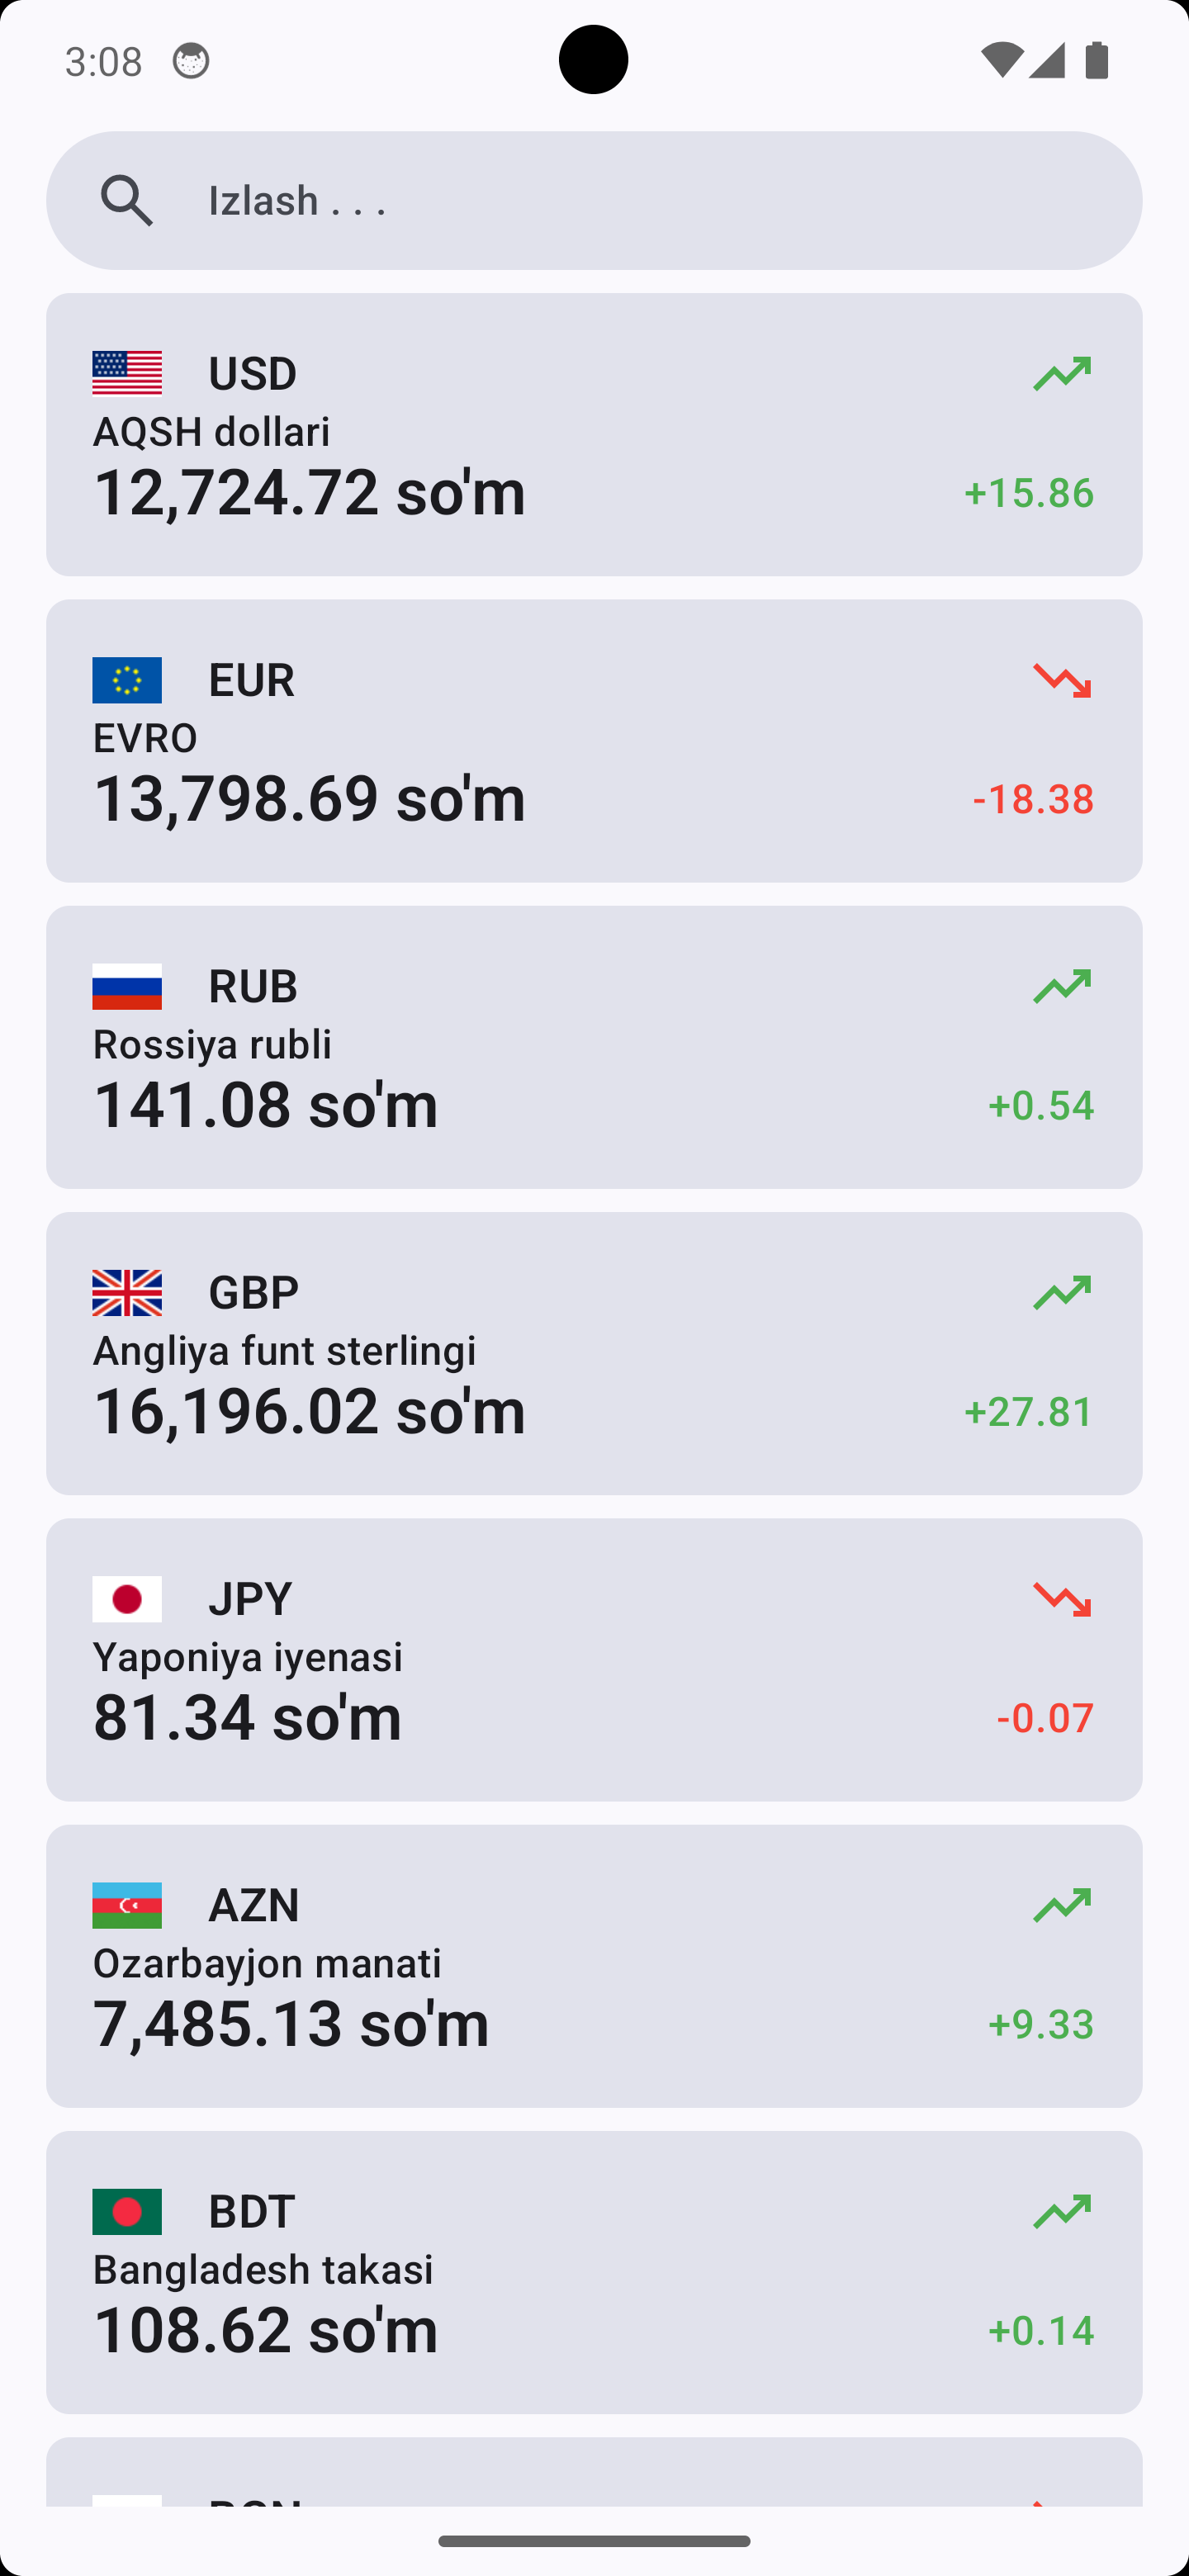 3:08
Izlash . . .
USD
AQSH dollari
12,724.72 so'm
+15.86
EUR
EVRO
13,798.69 so'm
-18.38
RUB
Rossiya rubli
141.08 so'm
+0.54
GBP
Angliya funt sterlingi
16,196.02 so'm
+27.81
JPY
Yaponiya iyenasi
81.34 so'm
-0.07
AZN
Ozarbayjon manati
7,485.13 so'm
+9.33
BDT
Bangladesh takasi
108.62 so'm
+0.14